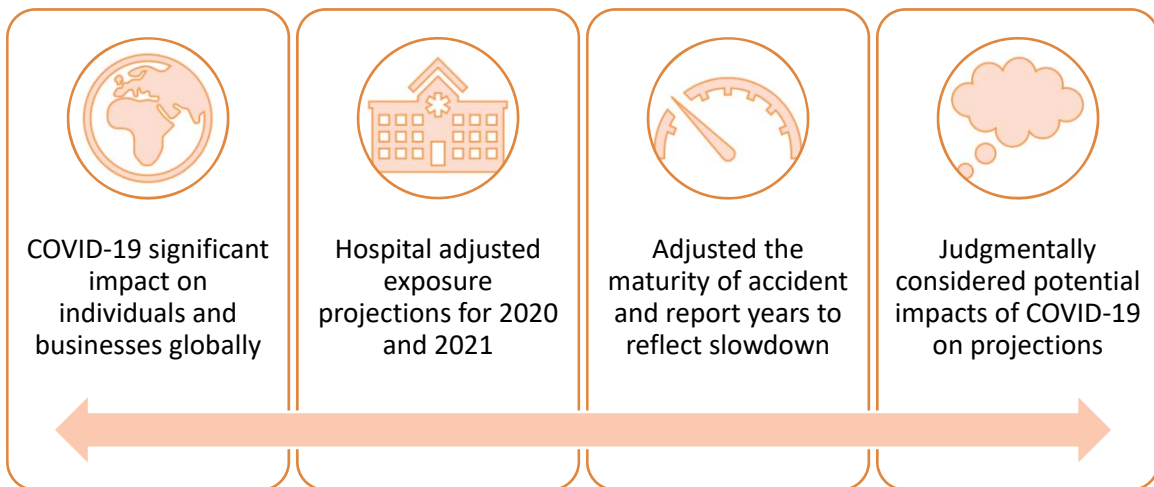 COVID-19 significant
impact on
individuals and
businesses globally
Hospital adjusted
exposure
projections for 2020
and 2021
Adjusted the
maturity of accident
and report years to
reflect slowdown
Judgmentally
considered potential
impacts of COVID-19
on projections